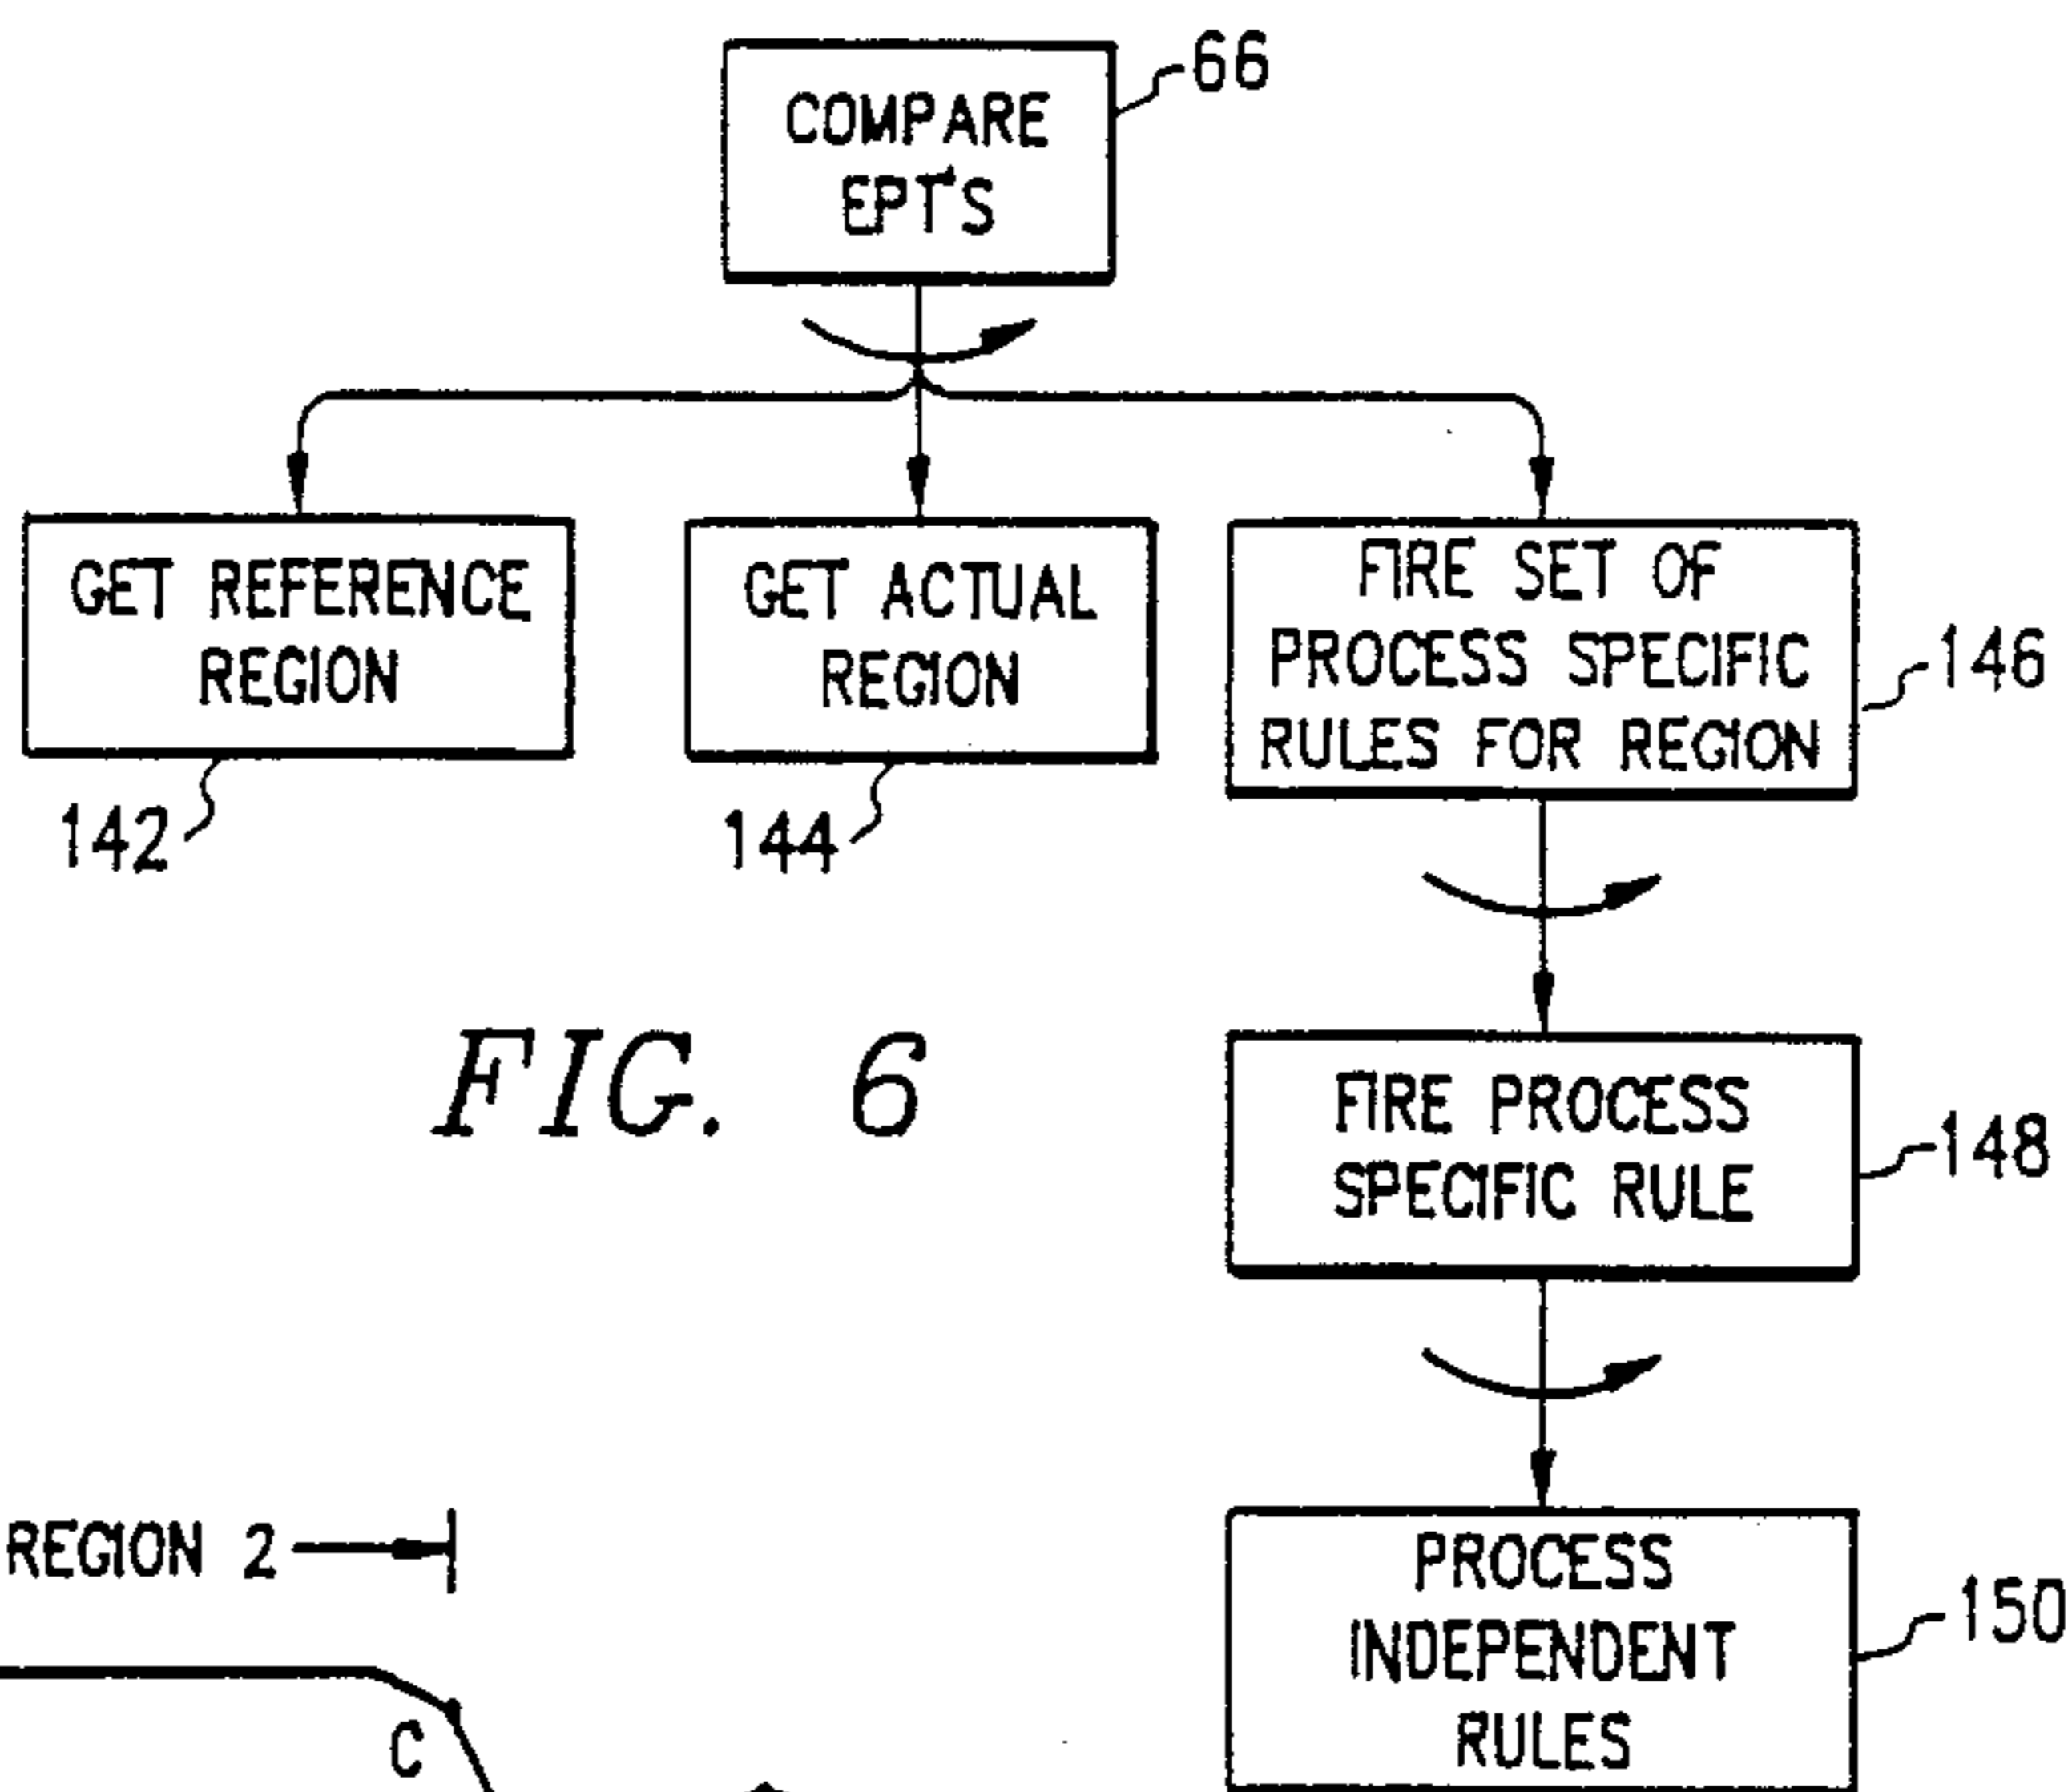 COMPARE
EPT'S
66
GET REFERENCE
REGION
142
GET ACTUAL
REGION
144
FIRE SET OF
PROCESS SPECIFIC
RULES FOR REGION
146
FIG. 6
FIRE PROCESS
SPECIFIC RULE
148
PROCESS
INDEPENDENT
RULES
150
REGION 2
C